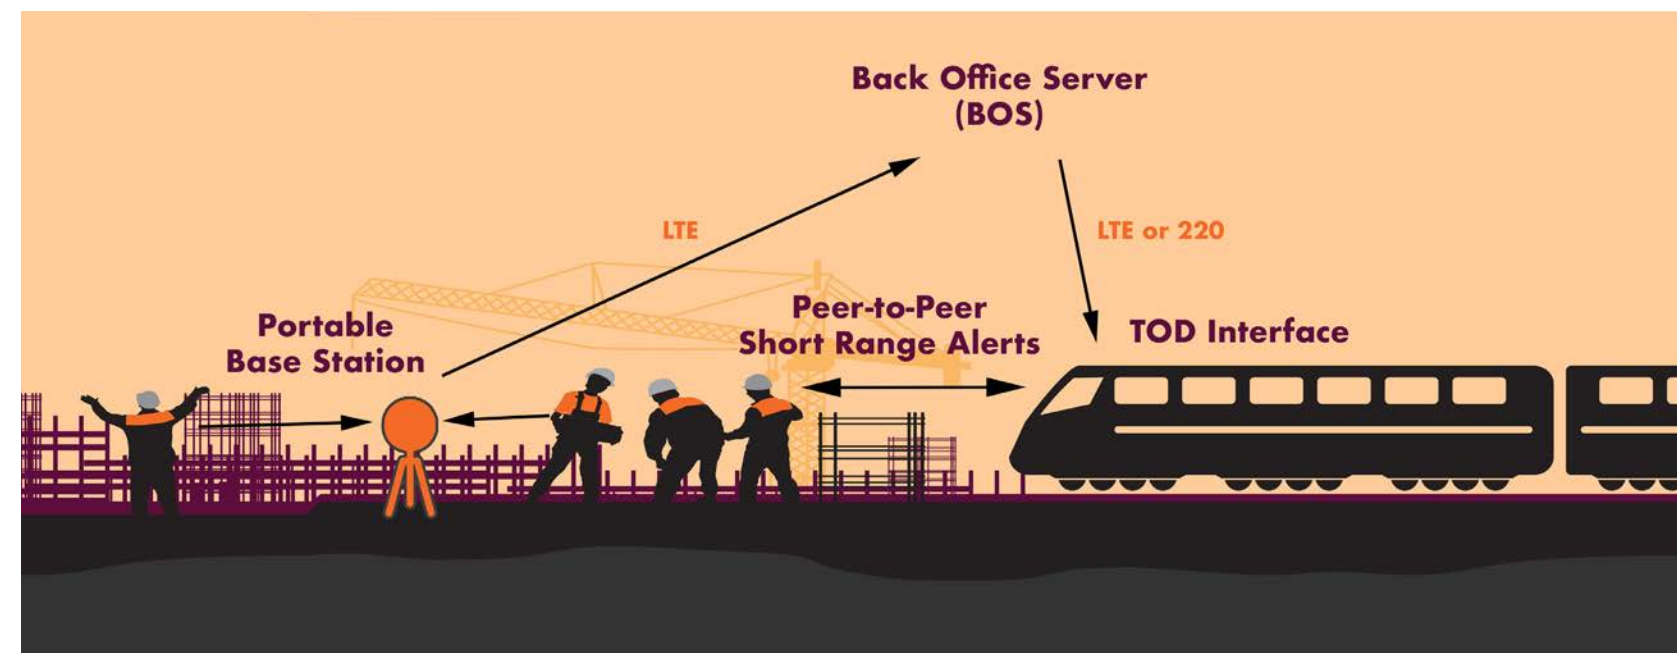 Back Office Server
(BOS)
LTE
LTE or 220
Peer-to-Peer
Short Range Alerts
TOD Interface
Portable
Base Station